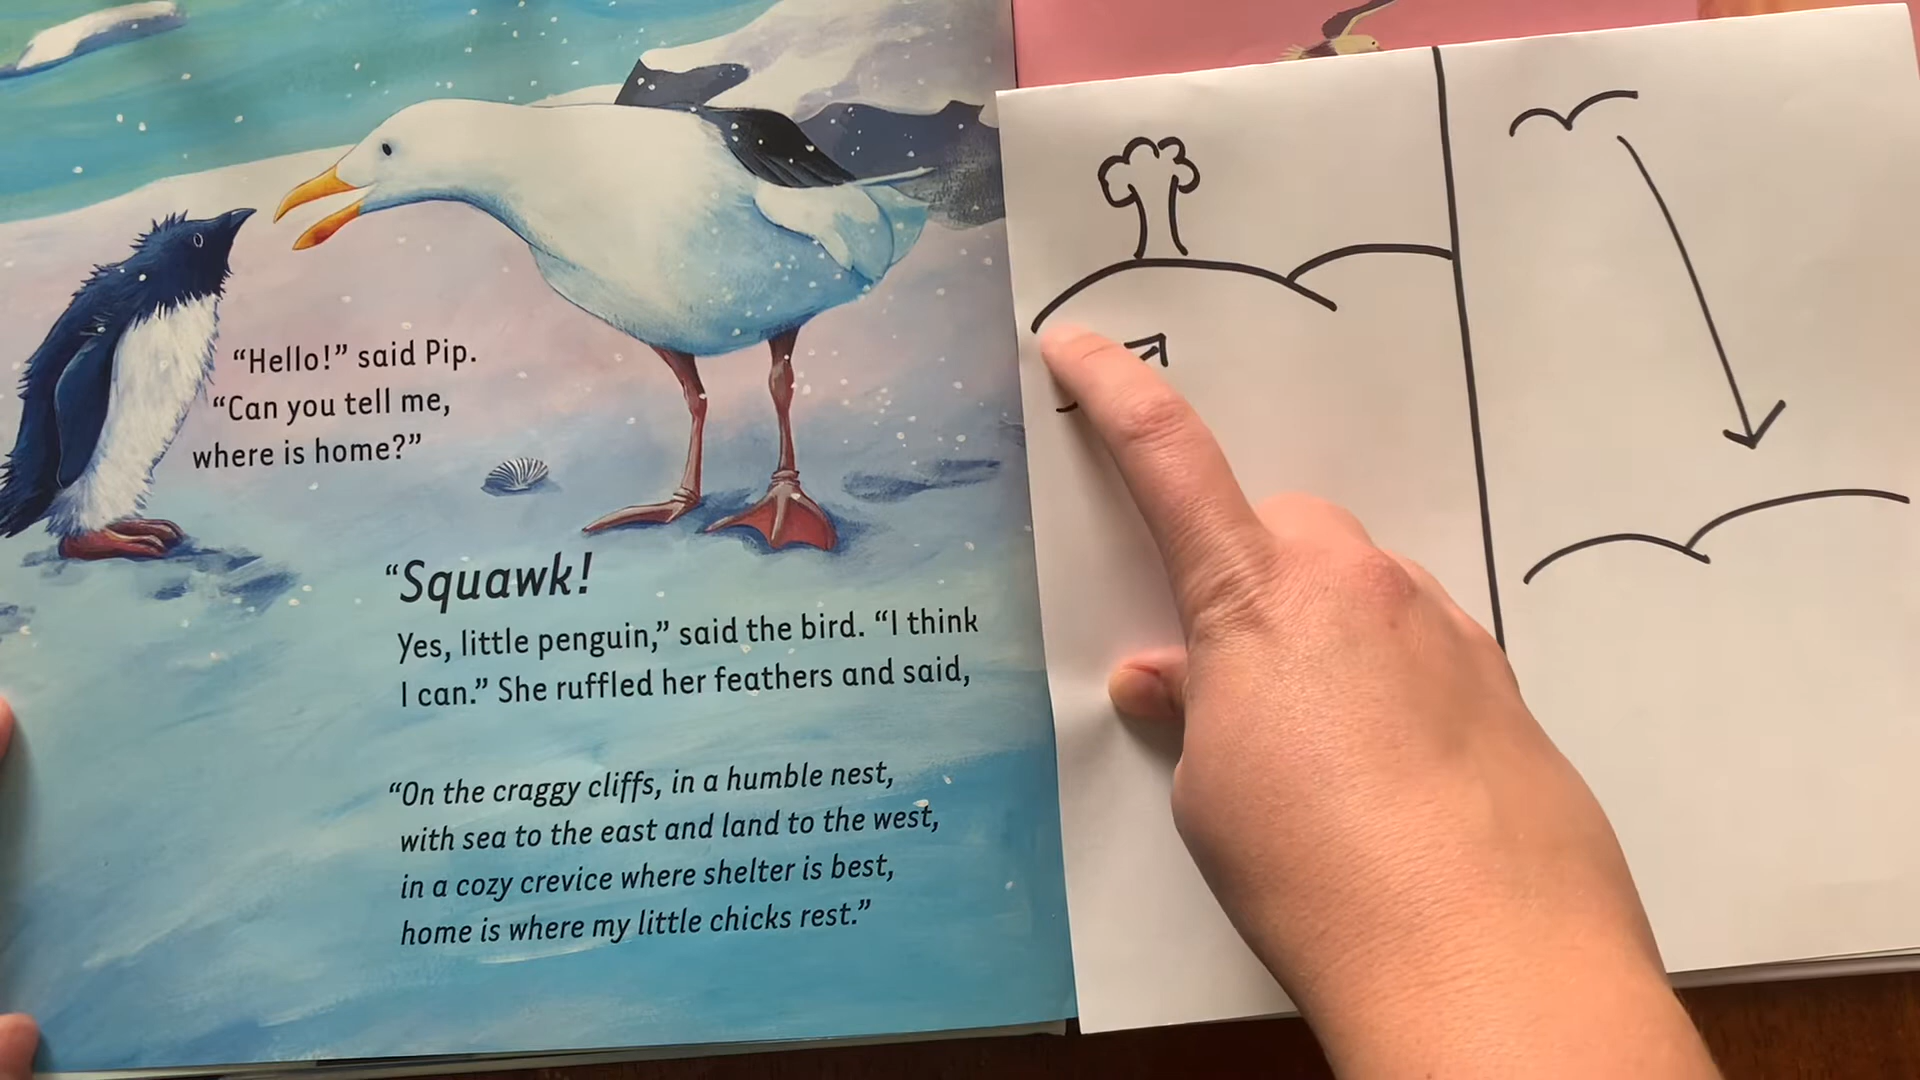 “Hello!” said Pip.
“Can you tell me,
where is home?”
“Squawk!
Yes, little penguin,” said the bird. “I think
I can.” She ruffled her feathers and said,
“On the craggy cliffs, in a humble nest,
with sea to the east and land to the west,
in a cozy crevice where shelter is best,
home is where my little chicks rest.”